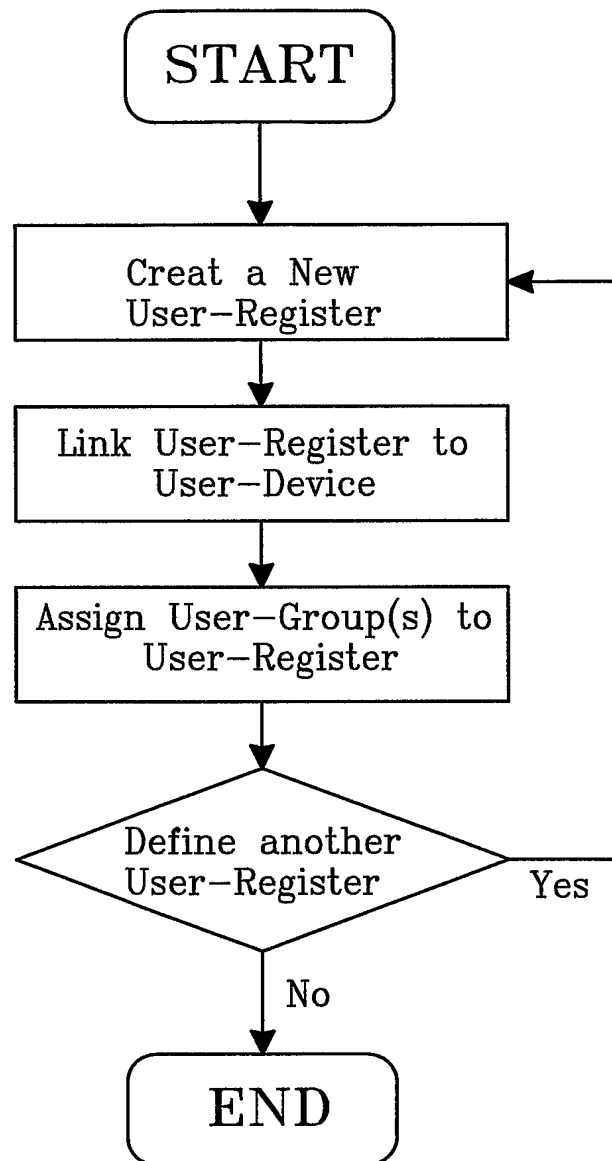 START
Creat a New
User-Register
Link User-Register to
User-Device
Assign User-Group(s) to
User-Register
Define another
User-Register
Yes
No
END